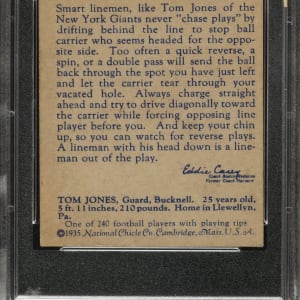 Smart linemen, like Tom Jones of the
New York Giants never "chase plays" by
drifting behind the line to stop ball
carrier who seems headed for the oppo-
site side. Too often a quick reverse, a
spin, or a double pass will send the ball
back through the spot you have just left
and let the carrier tear through your
vacated hole. Always charge straight
ahead and try to drive diagonally toward
the carrier while forcing opposing line
player before you. And keep your chin
up, so you can watch for reverse plays.
A lineman with his head down is a line-
man out of the play.
Eddie Casey
Former Coach Harvard
TOM JONES, Guard, Bucknell. 25 years old,
5 ft. 11 inches, 210 pounds. Home in Llewellyn,
Pa.
One of 240 football players with playing tips
©1935 National Chicle Co. Cambridge, Mass. U.S.A.